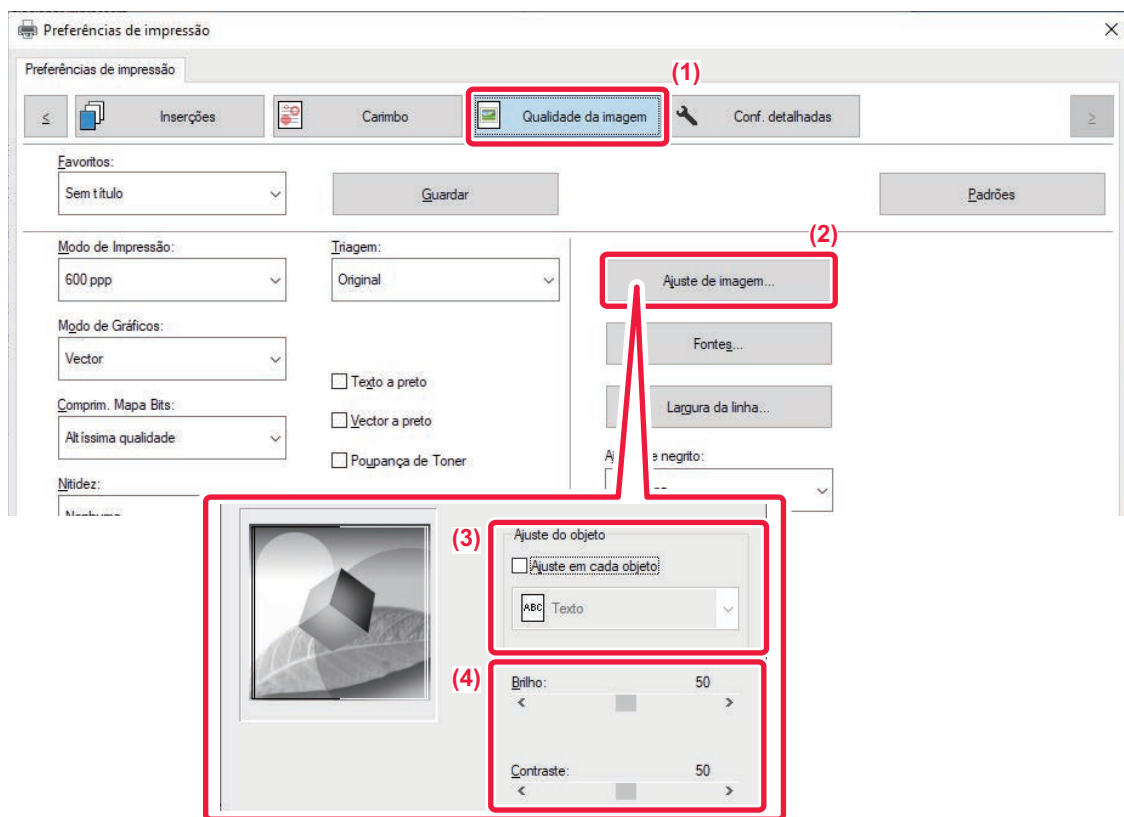 Preferências de impressão
Preferências de impressão
(1)
< Inserções Carimbo Qualidade da imagem Conf. detalhadas >
Favoritos:
Sem título Guardar Padrões
(2)
Modo de Impressão: Triagem:
600 ppp Original Ajuste de imagem...
Modo de Gráficos:
Vector Fontes...
Texto a preto
Comprim. Mapa Bits: Vector a preto Largura da linha...
Altíssima qualidade
Poupança de Toner negrito:
Nitidez:
(3) Ajuste do objeto
Ajuste em cada objeto
ABC Texto
(4) Brilho: 50
< >
Contraste: 50
< >